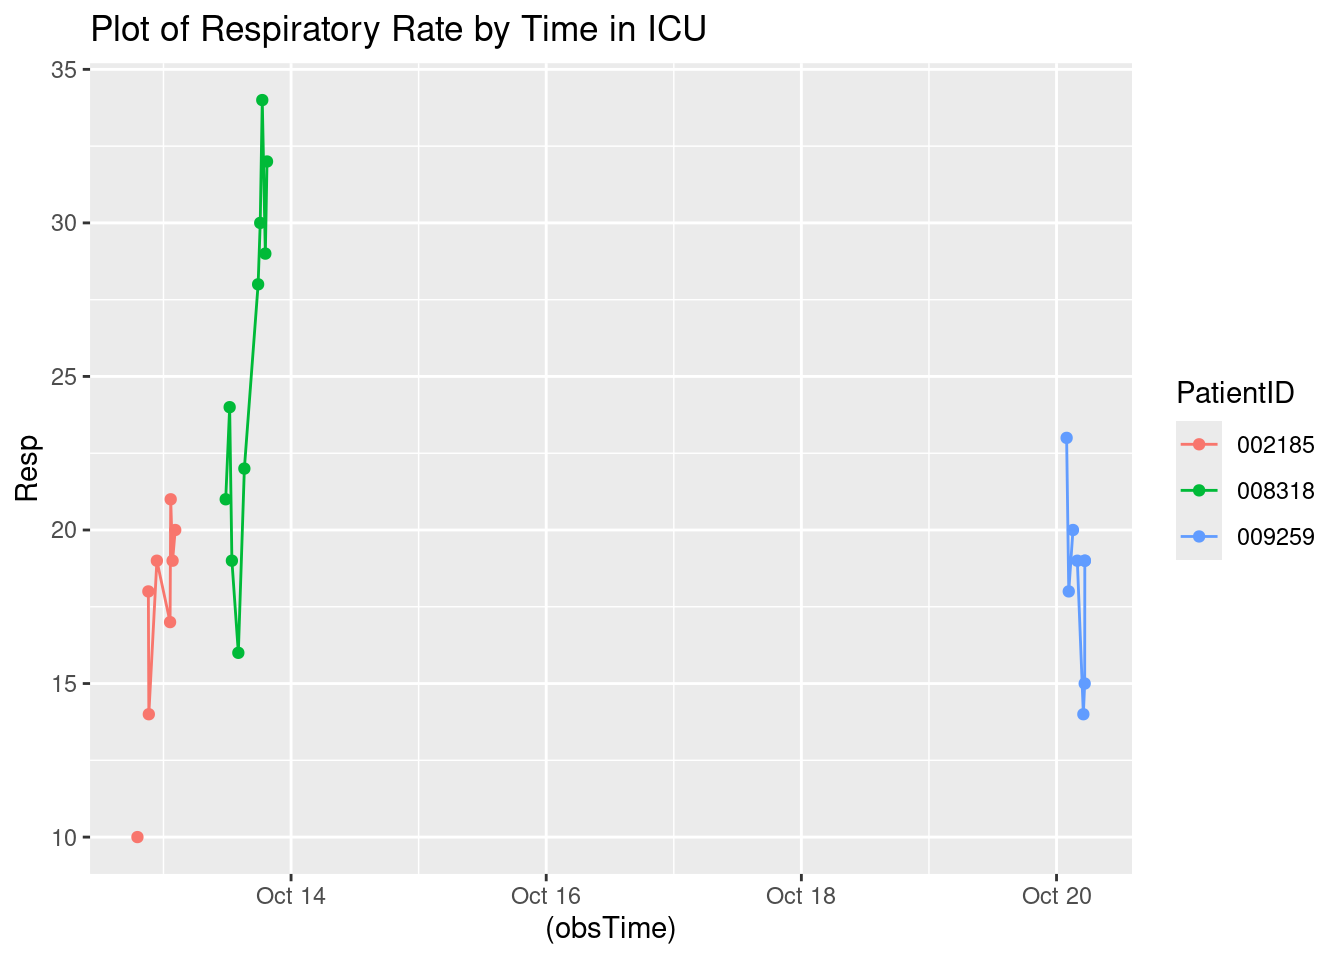 Plot of Respiratory Rate by Time in ICU
35
30
25
20
15
10
Resp
Oct 14
Oct 16
Oct 18
Oct 20
(obsTime)
PatientID
002185
008318
009259